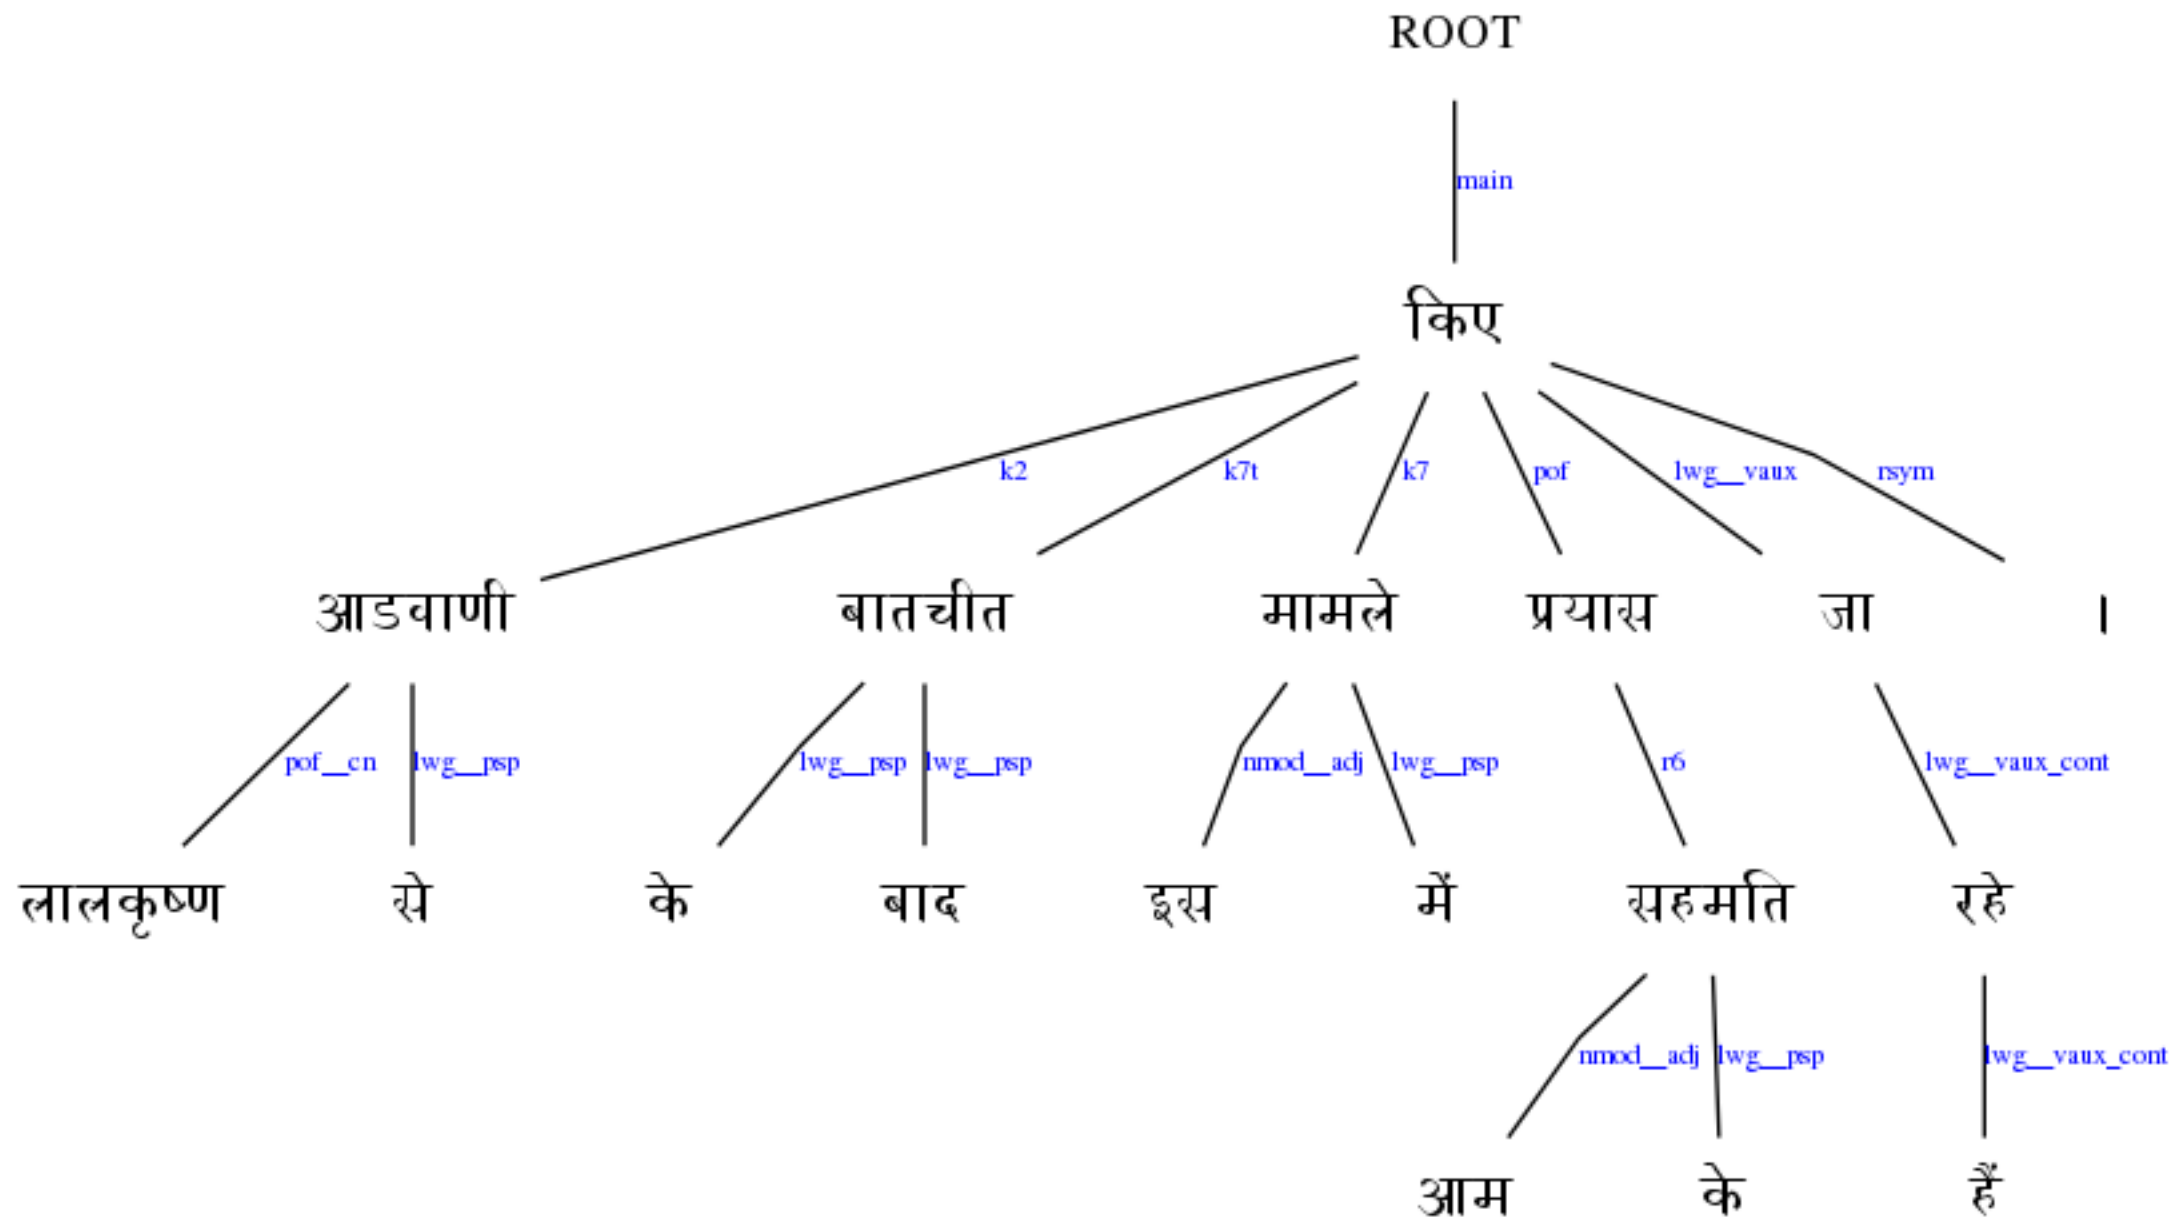 ROOT
main
किए
k2 k7t k7 pof lwg__vaux rsym
आडवाणी बातचीत मामले प्रयास जा ।
pof__cn lwg__psp lwg__psp lwg__psp nmod__adj lwg__psp r6 lwg__vaux_cont
लालकृष्ण से के बाद इस में सहमति रहे
nmod__adj lwg__psp lwg__vaux_cont
आम के हैं